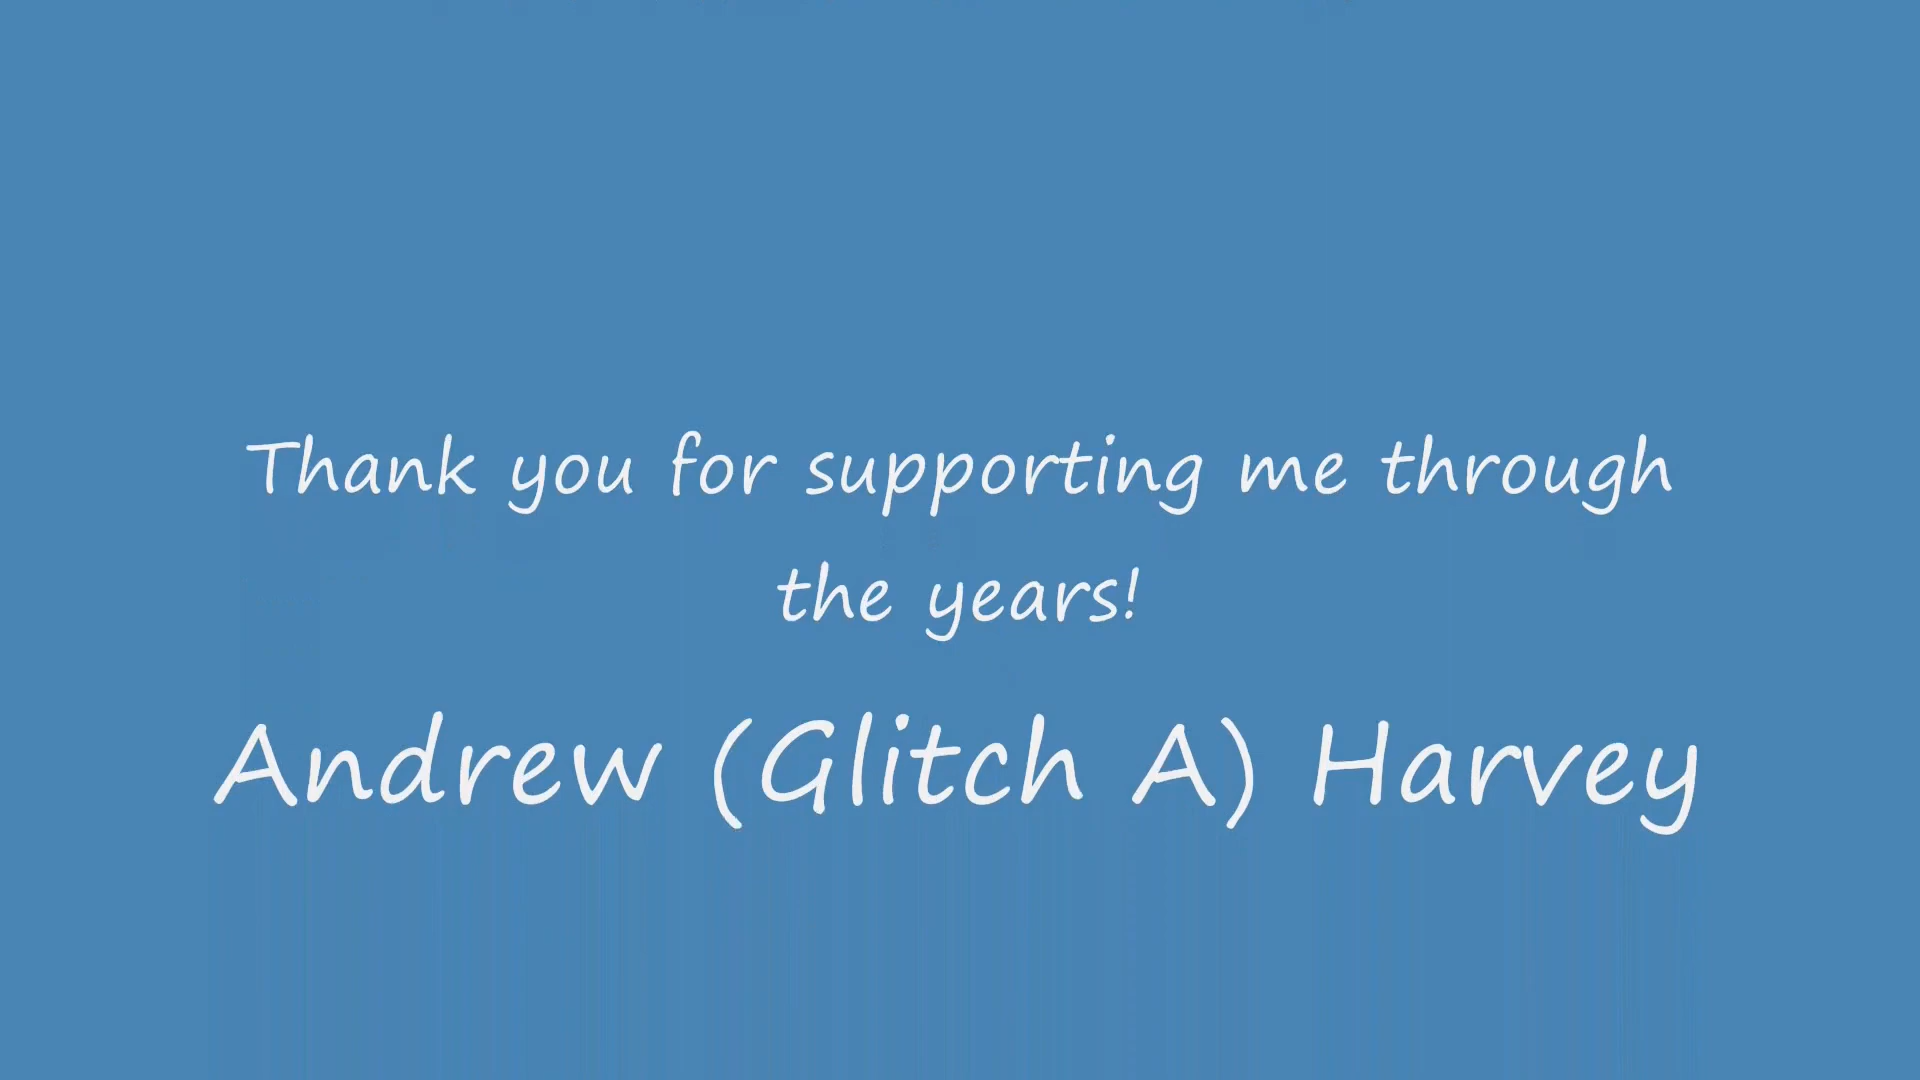 Thank you for supporting me through
the years!
Andrew (Glitch A) Harvey